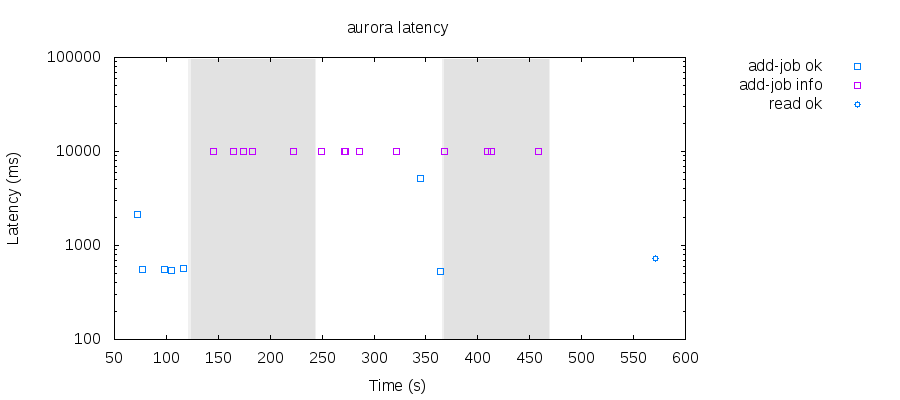 aurora latency
100000
10000
1000
100
Latency (ms)
50 100 150 200 250 300 350 400 450 500 550 600
Time (s)
add-job ok
add-job info
read ok